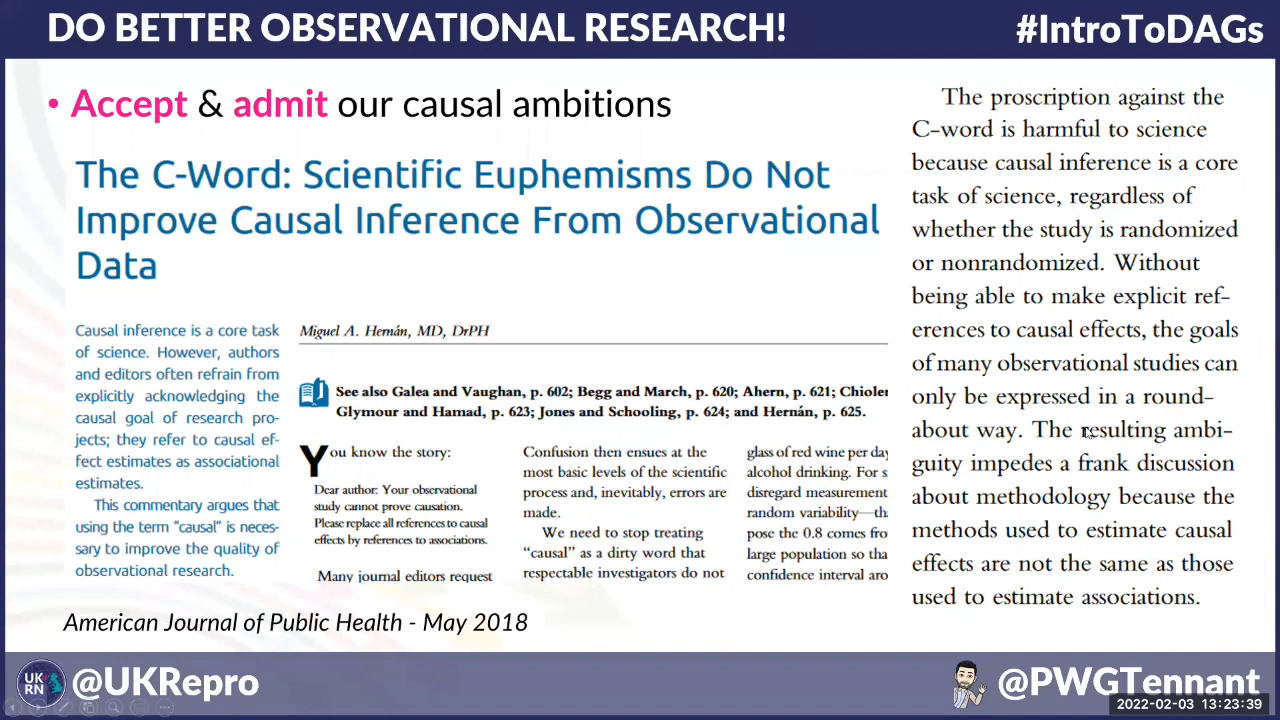 DO BETTER OBSERVATIONAL RESEARCH!
#IntroToDAGs
• Accept & admit our causal ambitions
The C-Word: Scientific Euphemisms Do Not
Improve Causal Inference From Observational
Data
Causal inference is a core task
of science. However, authors
and editors often refrain from
explicitly acknowledging the
causal goal of research pro-
jects; they refer to causal ef-
fect estimates as associational
estimates.
This commentary argues that
using the term “causal” is neces-
sary to improve the quality of
observational research.
Miguel A. Hernán, MD, DrPH
See also Galea and Vaughan, p. 602; Begg and March, p. 620; Ahern, p. 621; Chioler
Glymour and Hamad, p. 623; Jones and Schooling, p. 624; and Hernán, p. 625.
You know the story:
Dear author: Your observational
study cannot prove causation.
Please replace all references to causal
effects by references to associations.
Many journal editors request
Confusion then ensues at the
most basic levels of the scientific
process and, inevitably, errors are
made.
We need to stop treating
“causal” as a dirty word that
respectable investigators do not
glass of red wine per day
alcohol drinking. For s
disregard measurement
random variability—th
pose the 0.8 comes fro
large population so tha
confidence interval aro
The proscription against the
C-word is harmful to science
because causal inference is a core
task of science, regardless of
whether the study is randomized
or nonrandomized. Without
being able to make explicit ref-
erences to causal effects, the goals
of many observational studies can
only be expressed in a round-
about way. The resulting ambi-
guity impedes a frank discussion
about methodology because the
methods used to estimate causal
effects are not the same as those
used to estimate associations.
American Journal of Public Health - May 2018
UK
RN
@UKRepro
@PWGTennant
2022-02-03 13:23:39